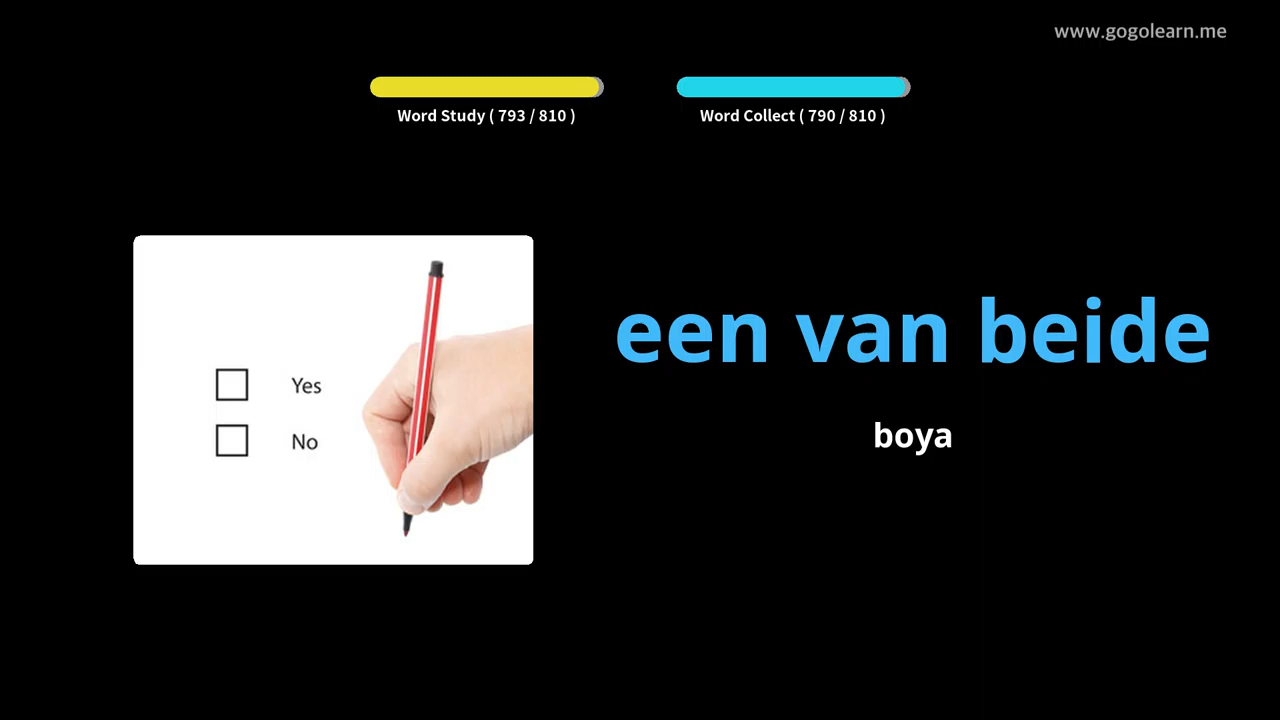 www.gogolearn.me
Word Study ( 793 / 810 )
Word Collect ( 790 / 810 )
een van beide
boya
Yes
No